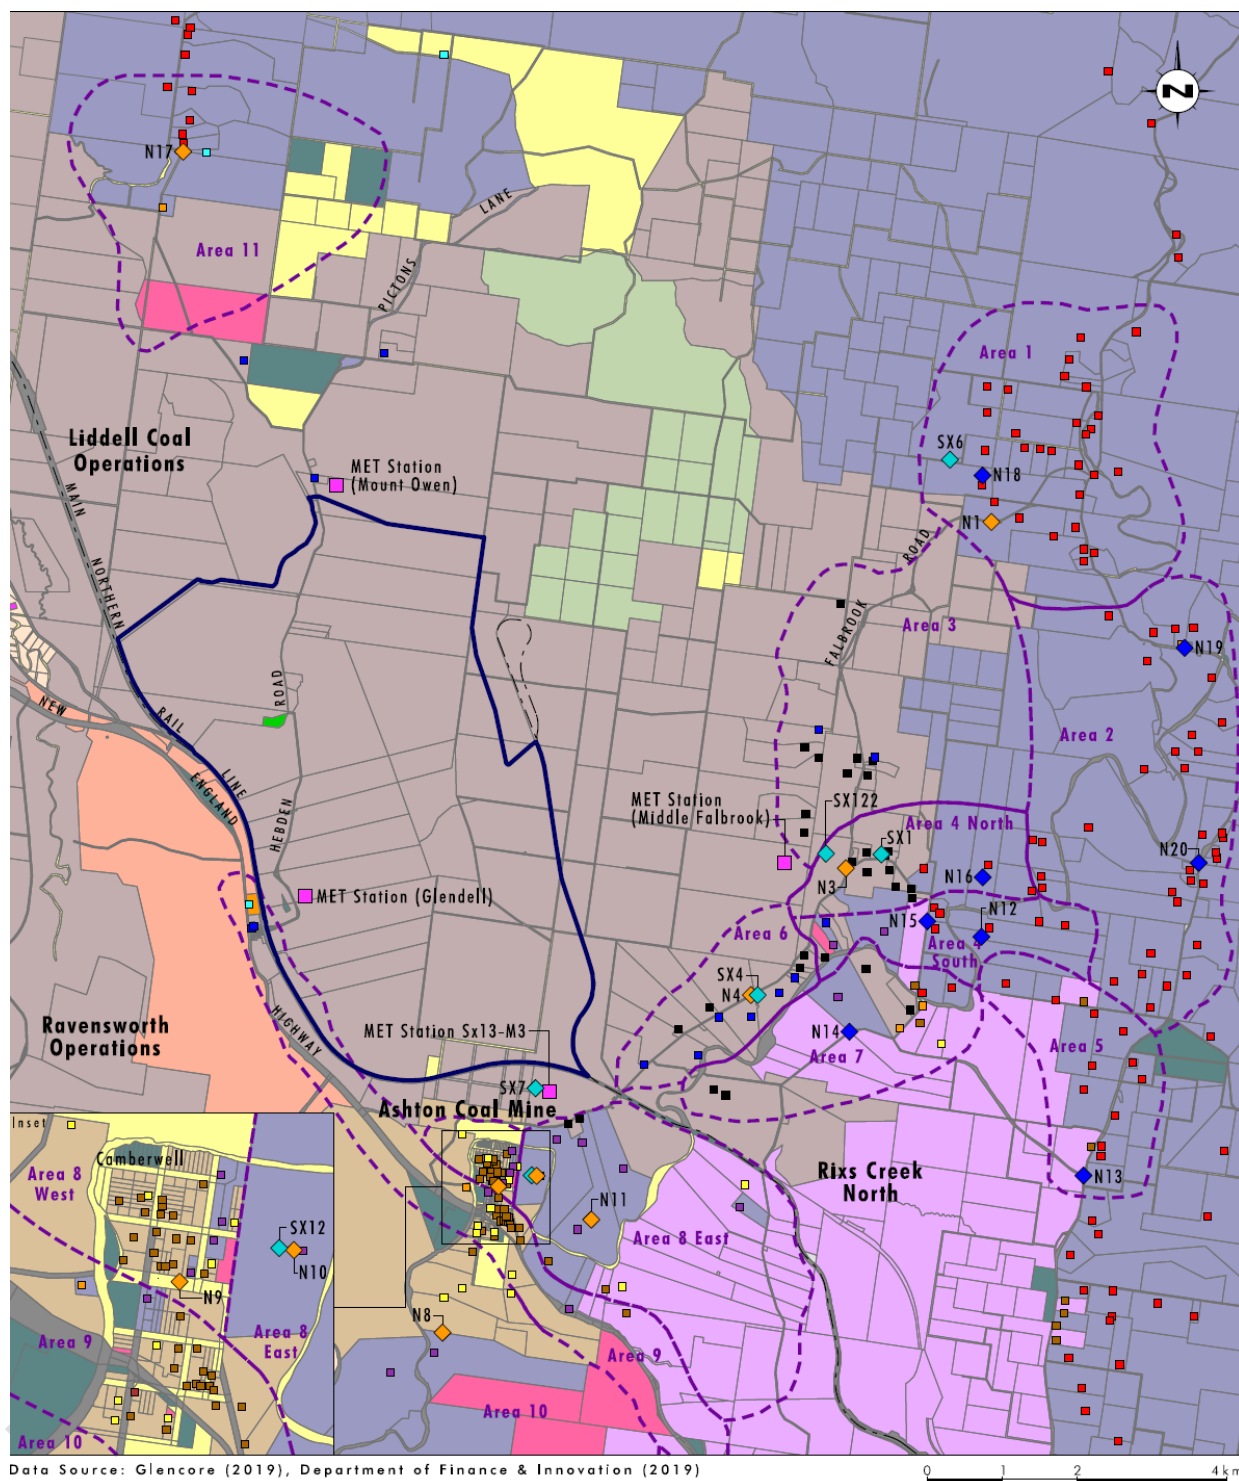 N
N17
LANE
Area 11
PICTONS
Area 1
Liddell Coal
Operations
SX6
MET Station
(Mount Owen)
N18
MAIN
N1
ROAD
NORTHERN
FALBROOK
Area 3
N19
ROAD
NEW
RAIL
Area 2
LINE
ENGLAND
HEBDEN
MET Station
(Middle Falbrook)
SX122
Area 4 North
SX1
N20
N3
N16
MET Station (Glendell)
N15
N12
Area 6
Area 4
South
SX4
N4
HIGHWAY
Ravensworth
Operations
MET Station Sx13-M3
N14
Area 7
Area 5
SX7
Ashton Coal Mine
Inset
Camberwell
Area 8
West
Rixs Creek
North
N13
N11
SX12
Area 8 East
N10
N9
N8
Area 8
East
Area 9
Area 9
Area 10
Area 10
Data Source: Glencore (2019), Department of Finance & Innovation (2019)
0 1 2 4km